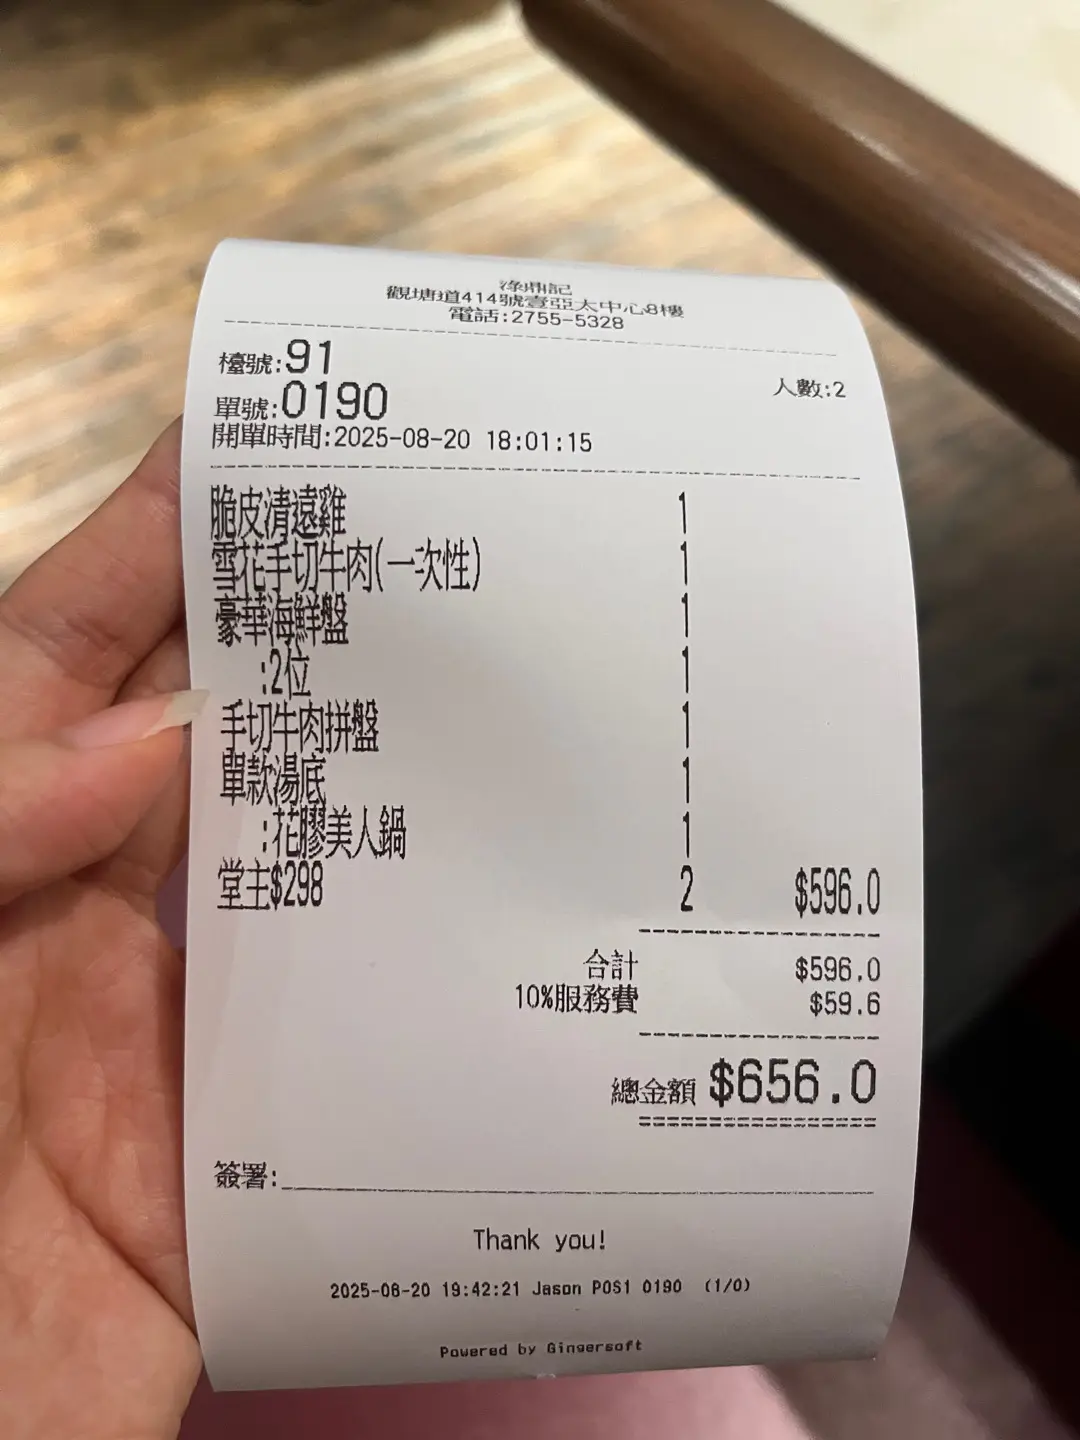 淥鼎記
觀塘道414號壹亞太中心8樓
電話:2755-5328
檯號:91
人數:2
單號:0190
開單時間:2025-08-20 18:01:15
脆皮清遠雞 1
雪花手切牛肉(一次性) 1
豪華海鮮盤 1
:2位 1
手切牛肉拼盤 1
單款湯底 1
:花膠美人鍋 1
堂主$298 2 $596.0
合計 $596.0
10%服務費 $59.6
總金額 $656.0
簽署:
Thank you!
2025-08-20 19:42:21 Jason POS1 0190 (1/0)
Powered by Gingersoft